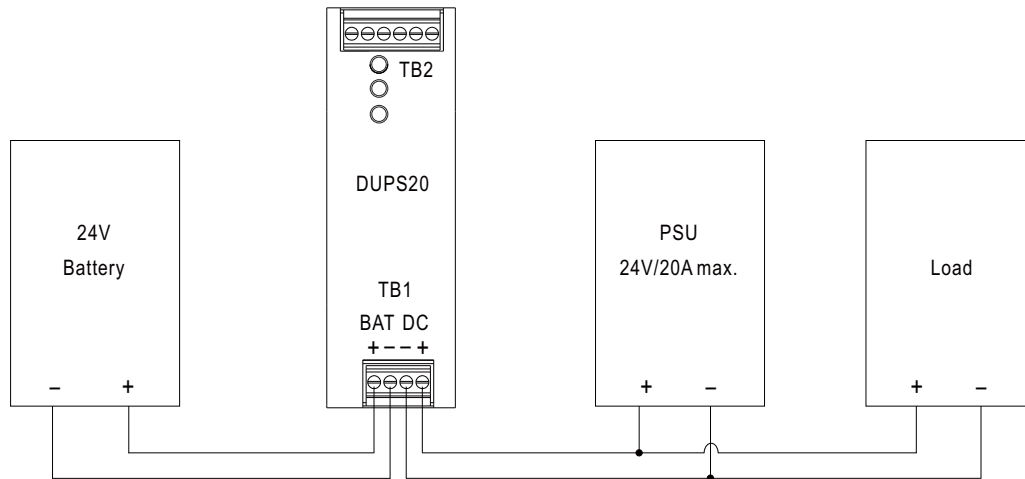 TB2
DUPS20
24V
Battery
PSU
24V/20A max.
Load
TB1
BAT DC
+ − − +
− +
+ −
+ −